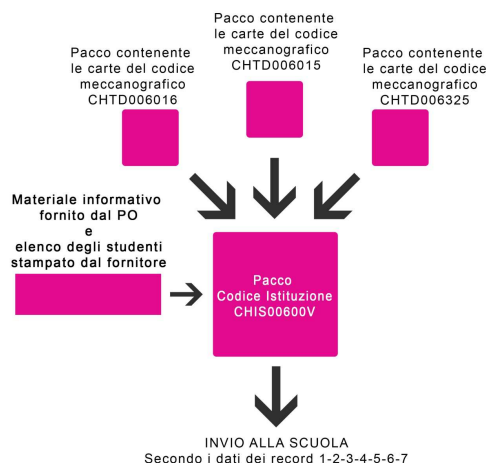 Pacco contenente
le carte del codice
meccanografico
CHTD006016
Pacco contenente
le carte del codice
meccanografico
CHTD006015
Pacco contenente
le carte del codice
meccanografico
CHTD006325
Materiale informativo
fornito dal PO
e
elenco degli studenti
stampato dal fornitore
Pacco
Codice Istituzione
CHIS00600V
INVIO ALLA SCUOLA
Secondo i dati dei record 1-2-3-4-5-6-7